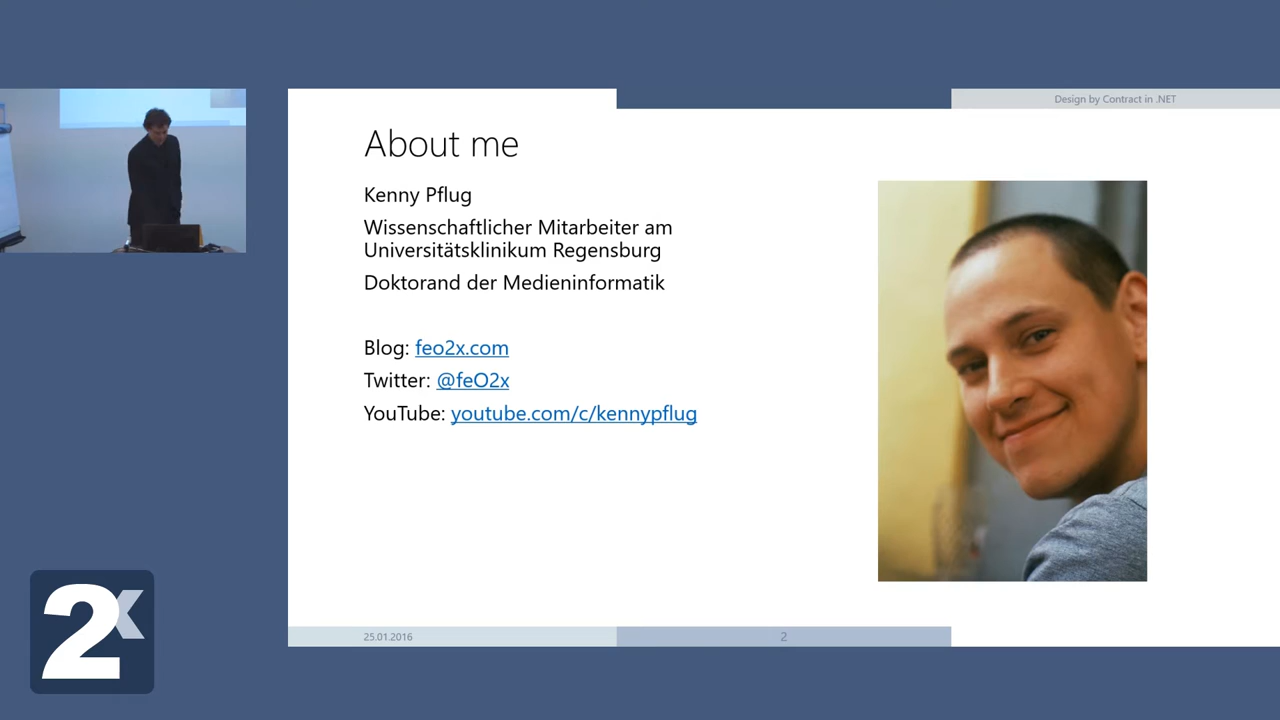 Design by Contract in .NET
About me
Kenny Pflug
Wissenschaftlicher Mitarbeiter am
Universitätsklinikum Regensburg
Doktorand der Medieninformatik
Blog: feo2x.com
Twitter: @feO2x
YouTube: youtube.com/c/kennypflug
25.01.2016
2
2x